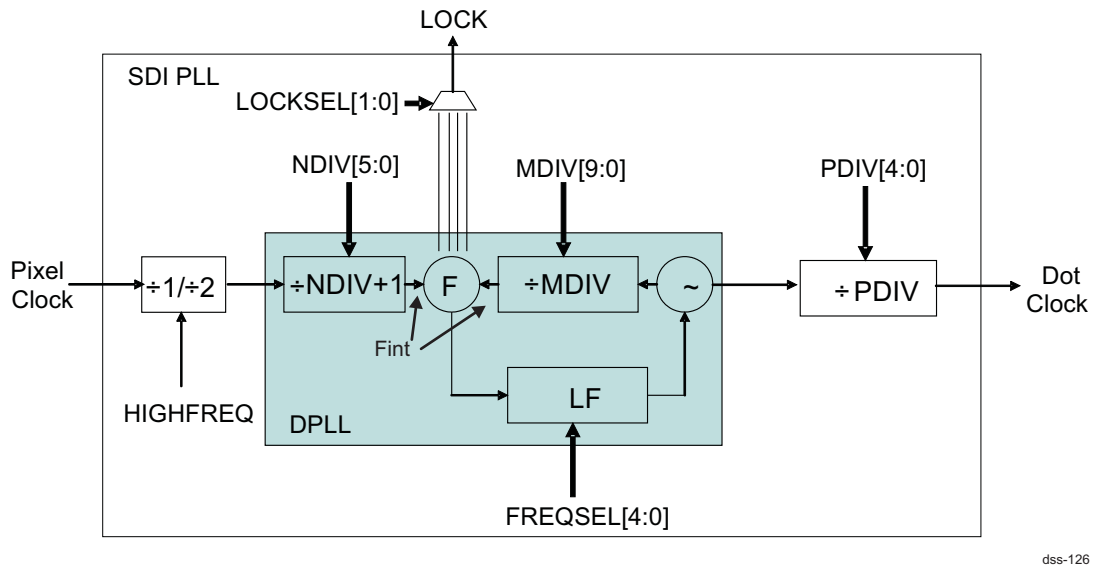 LOCK
SDI PLL
LOCKSEL[1:0]
NDIV[5:0]
MDIV[9:0]
PDIV[4:0]
Pixel
Clock
÷1/÷2
÷NDIV+1
F
÷MDIV
~
÷PDIV
Dot
Clock
Fint
HIGHFREQ
LF
DPLL
FREQSEL[4:0]
dss-126